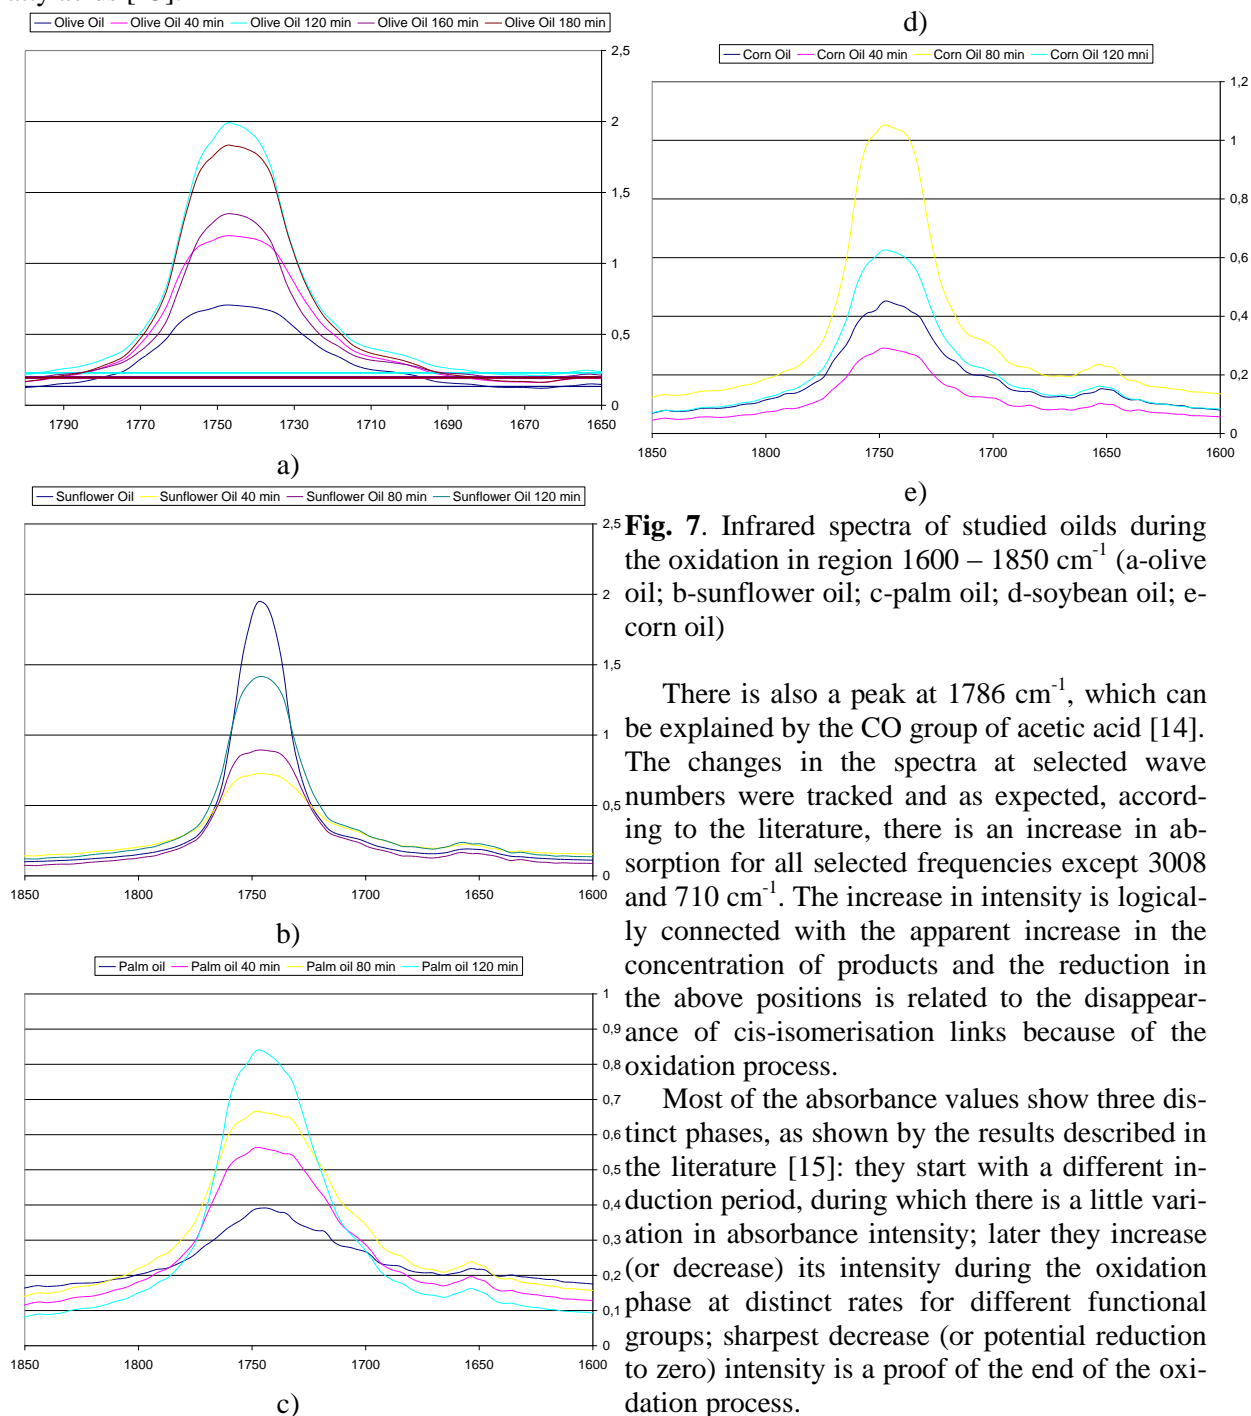 Olive Oil Olive Oil 40 min Olive Oil 120 min Olive Oil 160 min Olive Oil 180 min
2,5
2
1,5
1
0,5
0
1790 1770 1750 1730 1710 1690 1670 1650
a)
Sunflower Oil Sunflower Oil 40 min Sunflower Oil 80 min Sunflower Oil 120 min
2,5
2
1,5
1
0,5
0
1850 1800 1750 1700 1650 1600
b)
Palm oil Palm oil 40 min Palm oil 80 min Palm oil 120 min
1
0,9
0,8
0,7
0,6
0,5
0,4
0,3
0,2
0,1
0
1850 1800 1750 1700 1650 1600
c)
d)
Corn Oil Corn Oil 40 min Corn Oil 80 min Corn Oil 120 mni
1,2
1
0,8
0,6
0,4
0,2
0
1850 1800 1750 1700 1650 1600
e)
Fig. 7. Infrared spectra of studied oilds during
the oxidation in region 1600 – 1850 cm⁻¹ (a-olive
oil; b-sunflower oil; c-palm oil; d-soybean oil; e-
corn oil)
There is also a peak at 1786 cm⁻¹, which can
be explained by the CO group of acetic acid [14].
The changes in the spectra at selected wave
numbers were tracked and as expected, accord-
ing to the literature, there is an increase in ab-
sorption for all selected frequencies except 3008
and 710 cm⁻¹. The increase in intensity is logical-
ly connected with the apparent increase in the
concentration of products and the reduction in
the above positions is related to the disappear-
ance of cis-isomerisation links because of the
oxidation process.
Most of the absorbance values show three dis-
tinct phases, as shown by the results described in
the literature [15]: they start with a different in-
duction period, during which there is a little vari-
ation in absorbance intensity; later they increase
(or decrease) its intensity during the oxidation
phase at distinct rates for different functional
groups; sharpest decrease (or potential reduction
to zero) intensity is a proof of the end of the oxi-
dation process.